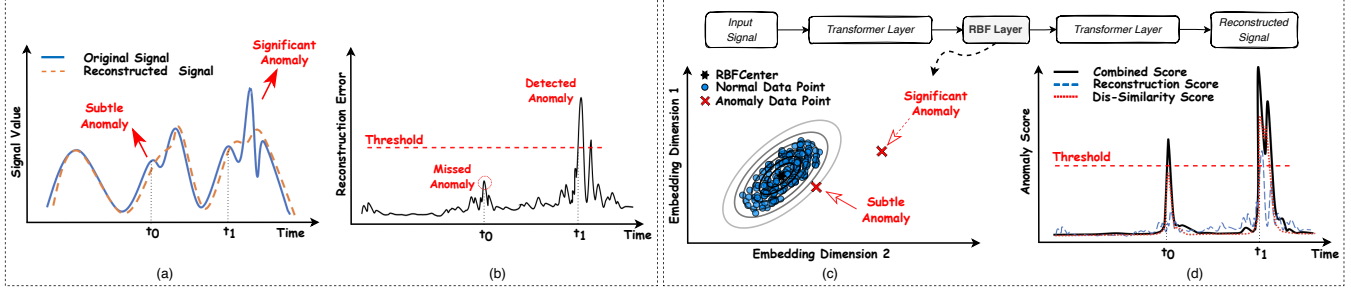 Original Signal
Reconstructed Signal
Significant
Anomaly
Subtle
Anomaly
Signal Value
t0
t1
Time
(a)
Reconstruction Error
Detected
Anomaly
Threshold
Missed
Anomaly
t0
t1
Time
(b)
Input
Signal
Transformer Layer
RBF Layer
Transformer Layer
Reconstructed
Signal
RBFCenter
Normal Data Point
Anomaly Data Point
Significant
Anomaly
Subtle
Anomaly
Embedding Dimension 1
Embedding Dimension 2
(c)
Combined Score
Reconstruction Score
Dis-Similarity Score
Anomaly Score
Threshold
t0
t1
Time
(d)